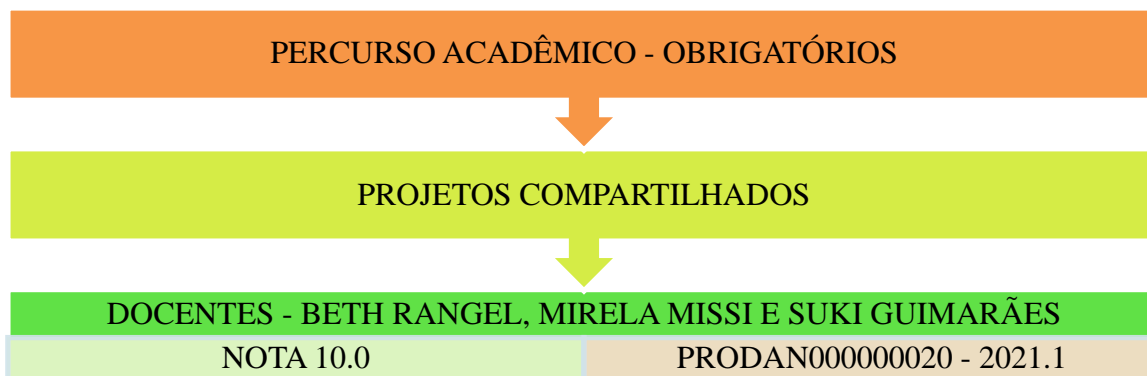 PERCURSO ACADÊMICO - OBRIGATÓRIOS
PROJETOS COMPARTILHADOS
DOCENTES - BETH RANGEL, MIRELA MISSI E SUKI GUIMARÃES
NOTA 10.0
PRODAN000000020 - 2021.1